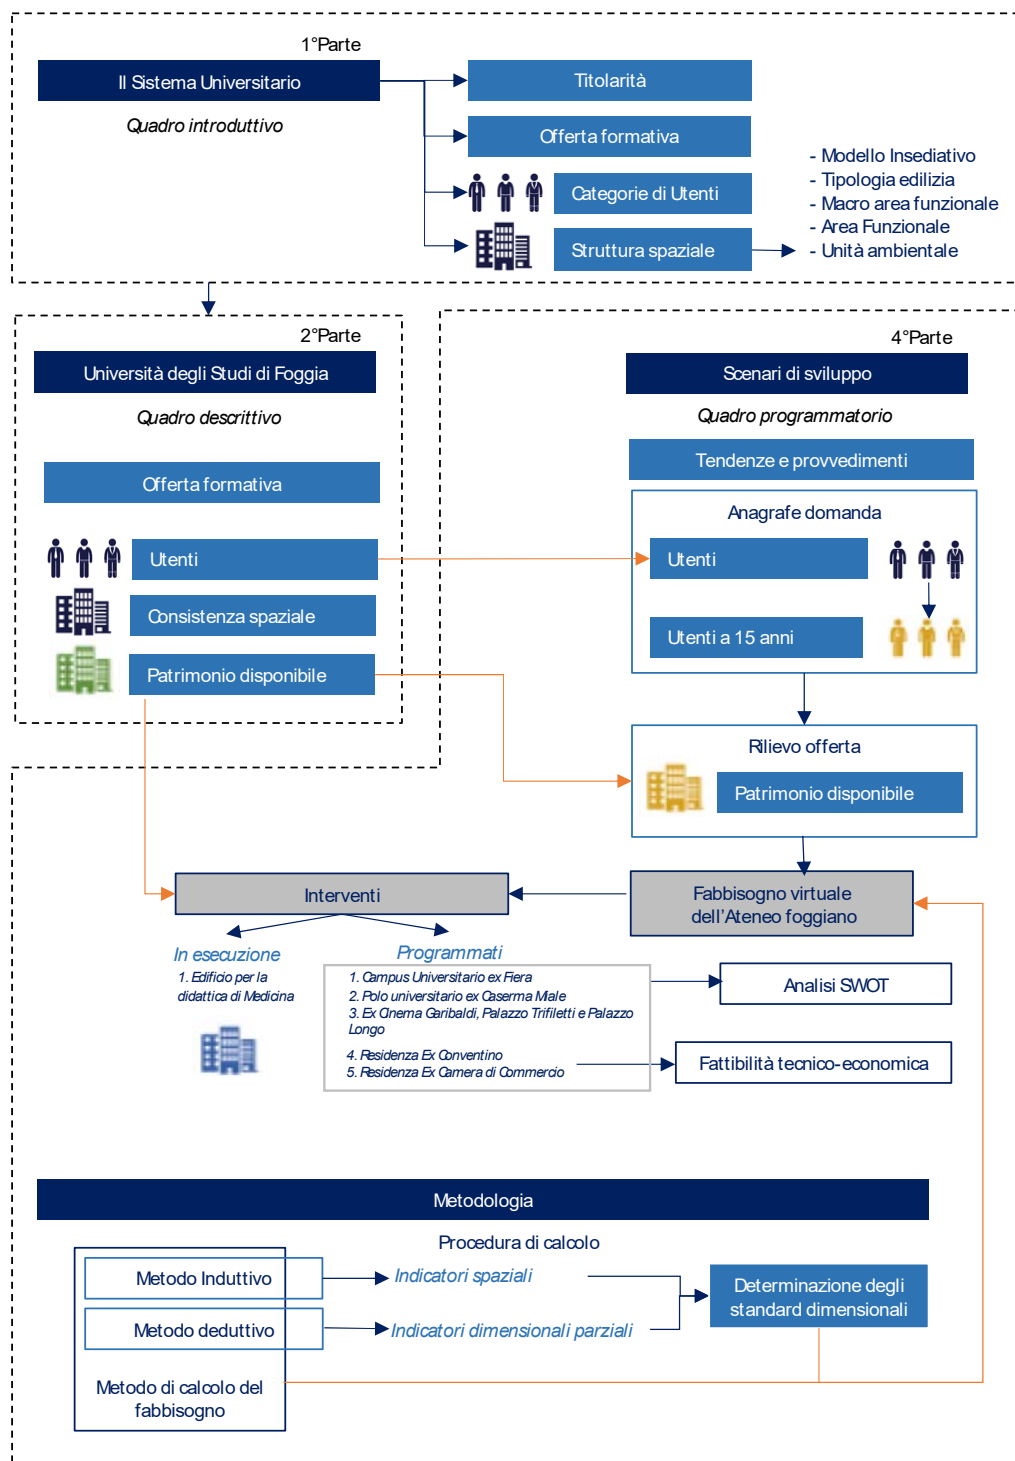 1°Parte
Il Sistema Universitario
Quadro introduttivo
Titolarità
Offerta formativa
Categorie di Utenti
Struttura spaziale
- Modello Insediativo
- Tipologia edilizia
- Macro area funzionale
- Area Funzionale
- Unità ambientale
2°Parte
Università degli Studi di Foggia
Quadro descrittivo
Offerta formativa
Utenti
Consistenza spaziale
Patrimonio disponibile
4°Parte
Scenari di sviluppo
Quadro programmatorio
Tendenze e provvedimenti
Anagrafe domanda
Utenti
Utenti a 15 anni
Rilievo offerta
Patrimonio disponibile
Interventi
Fabbisogno virtuale
dell'Ateneo foggiano
In esecuzione
1. Edificio per la
didattica di Medicina
Programmati
1. Campus Universitario ex Fiera
2. Polo universitario ex Caserma Miale
3. Ex Cinema Garibaldi, Palazzo Trifiletti e Palazzo
Longo
4. Residenza Ex Conventino
5. Residenza Ex Camera di Commercio
Analisi SWOT
Fattibilità tecnico-economica
Metodologia
Procedura di calcolo
Metodo Induttivo
Indicatori spaziali
Metodo deduttivo
Indicatori dimensionali parziali
Determinazione degli
standard dimensionali
Metodo di calcolo del
fabbisogno